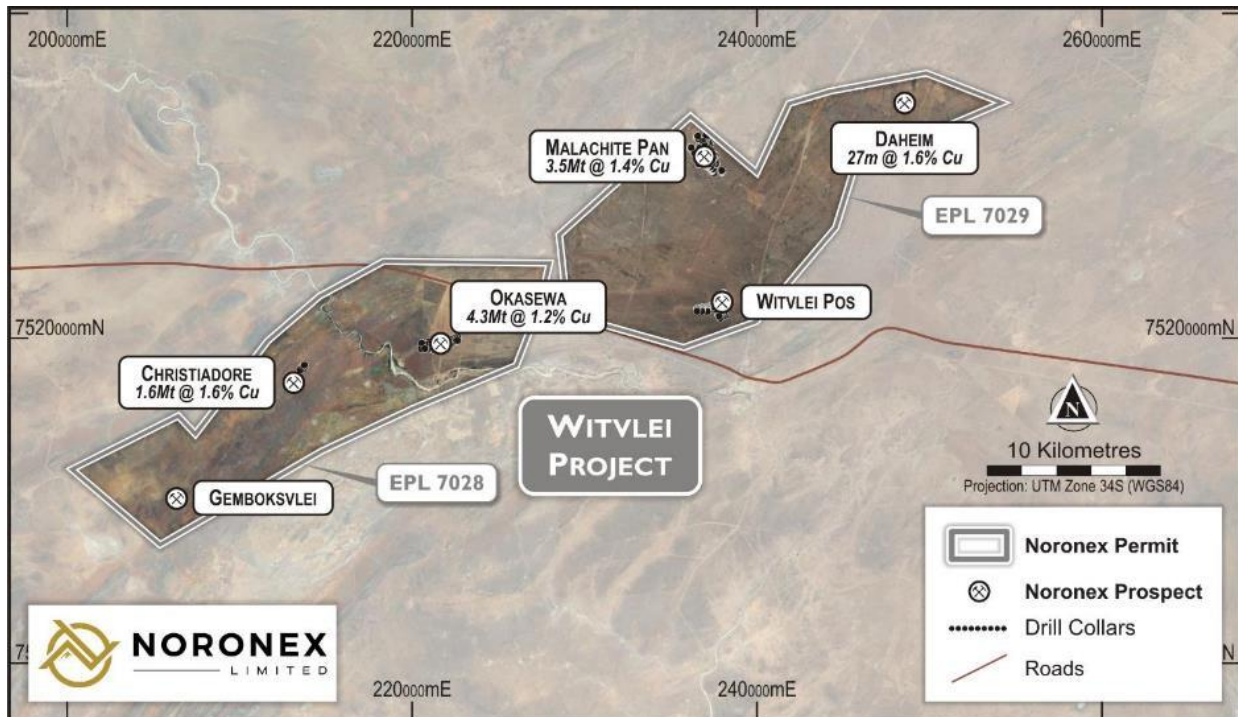 200000mE
220000mE
240000mE
260000mE
MALACHITE PAN
3.5Mt @ 1.4% Cu
DAHEIM
27m @ 1.6% Cu
EPL 7029
OKASEWA
4.3Mt @ 1.2% Cu
WITVLEI POS
7520000mN
7520000mN
CHRISTIADORE
1.6Mt @ 1.6% Cu
WITVLEI
PROJECT
N
10 Kilometres
Projection: UTM Zone 34S (WGS84)
EPL 7028
GEMBOKSVLEI
Noronex Permit
Noronex Prospect
Drill Collars
Roads
NORONEX
LIMITED
220000mE
240000mE